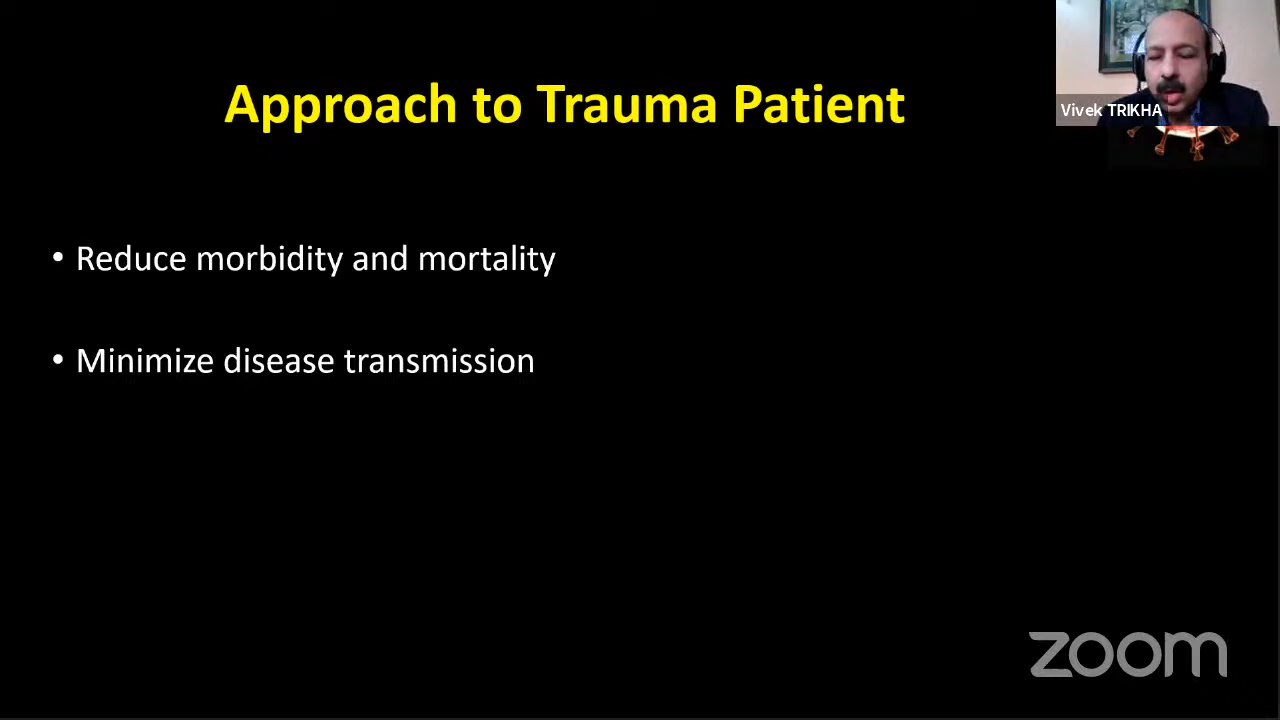 Approach to Trauma Patient
Vivek TRIKHA
• Reduce morbidity and mortality
• Minimize disease transmission
zoom